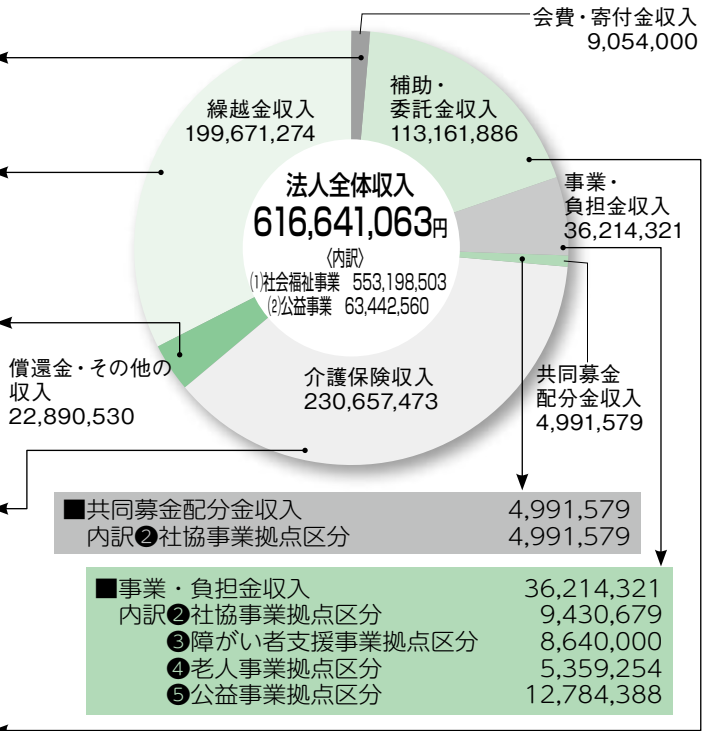 会費・寄付金収入
9,054,000
補助・
委託金収入
113,161,886
繰越金収入
199,671,274
事業・
負担金収入
36,214,321
法人全体収入
616,641,063円
〈内訳〉
⑴社会福祉事業 553,198,503
⑵公益事業 63,442,560
償還金・その他の
収入
22,890,530
介護保険収入
230,657,473
共同募金
配分金収入
4,991,579
■共同募金配分金収入 4,991,579
内訳❷社協事業拠点区分 4,991,579
■事業・負担金収入 36,214,321
内訳❷社協事業拠点区分 9,430,679
❸障がい者支援事業拠点区分 8,640,000
❹老人事業拠点区分 5,359,254
❺公益事業拠点区分 12,784,388